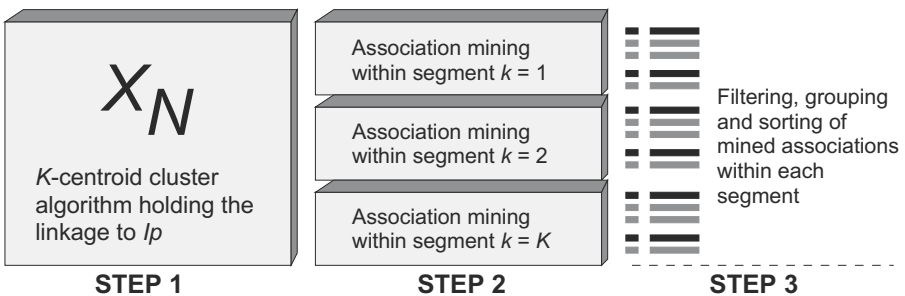 X_N
K-centroid cluster
algorithm holding the
linkage to Ip
STEP 1
Association mining
within segment k = 1
Association mining
within segment k = 2
Association mining
within segment k = K
STEP 2
Filtering, grouping
and sorting of
mined associations
within each
segment
STEP 3